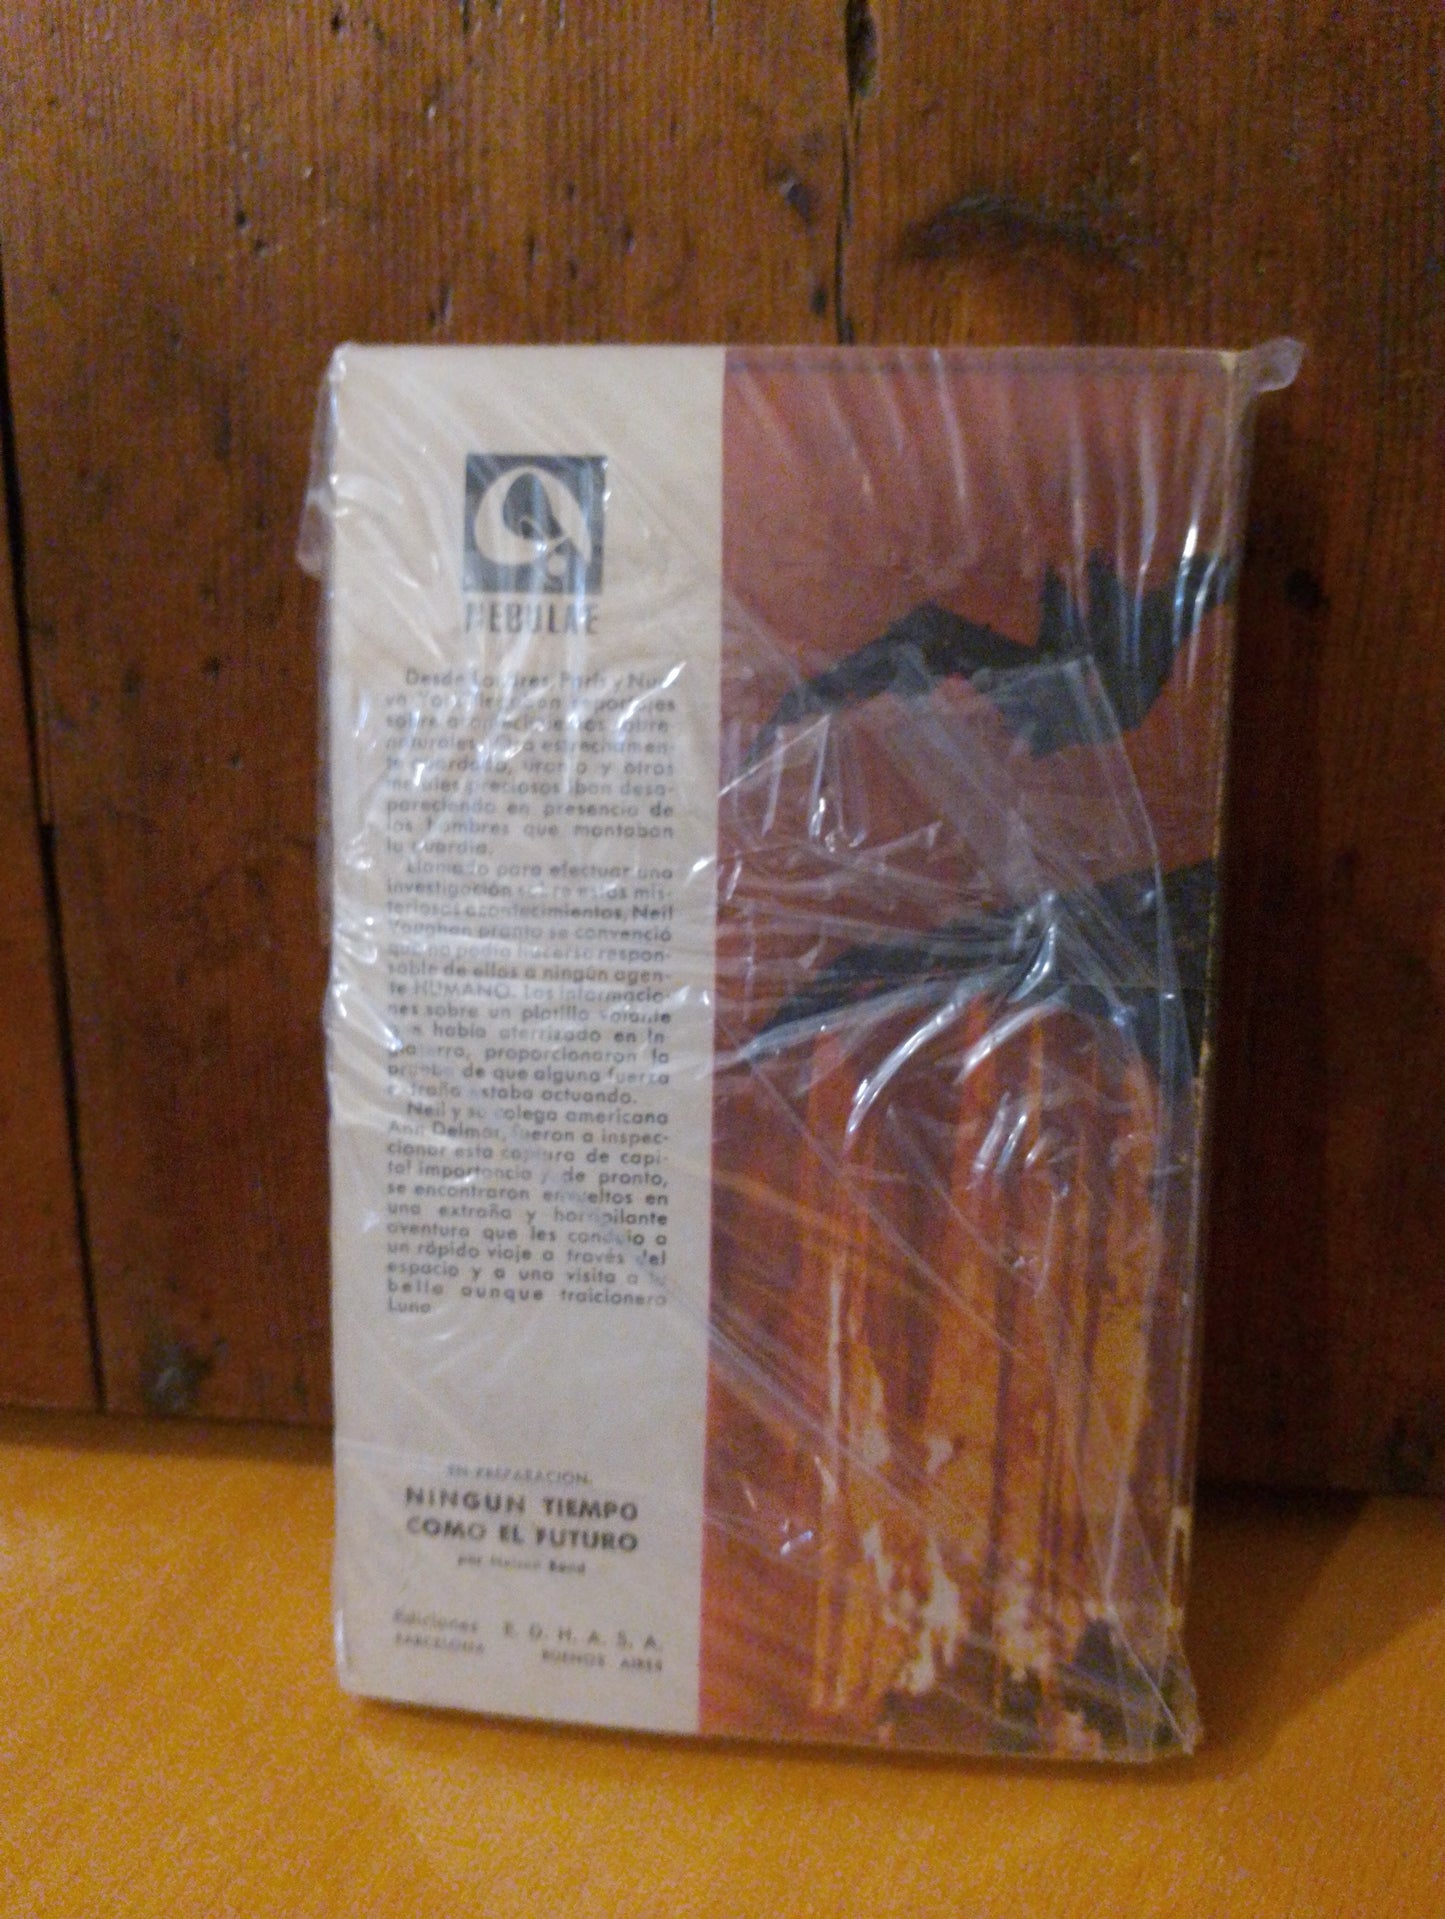 NEBULAE
Desde Londres, París y Nue-
va York llegaron reportajes
sobre acontecimientos sobre-
naturales. Oro estrechamen-
te guardado, uranio y otros
metales preciosos iban desa-
pareciendo en presencia de
los hombres que montaban
la guardia.
Llamado para efectuar una
investigación sobre estos mis-
teriosos acontecimientos, Neil
Vaughan pronto se convenció
que no podía hacerse respon-
sable de ellos a ningún agen-
te HUMANO. Las informacio-
nes sobre un platillo volante
que había aterrizado en In-
glaterra, proporcionaron la
prueba de que alguna fuerza
extraña estaba actuando.
Neil y su colega americana
Ann Delmar, fueron a inspec-
cionar esta captura de capi-
tal importancia y de pronto,
se encontraron envueltos en
una extraña y horripilante
aventura que les condujo a
un rápido viaje a través del
espacio y a una visita a la
bella aunque traicionera
Luna.
EN PREPARACION:
NINGUN TIEMPO
COMO EL FUTURO
por Nelson Bond
Ediciones E. D. H. A. S. A.
BARCELONA BUENOS AIRES